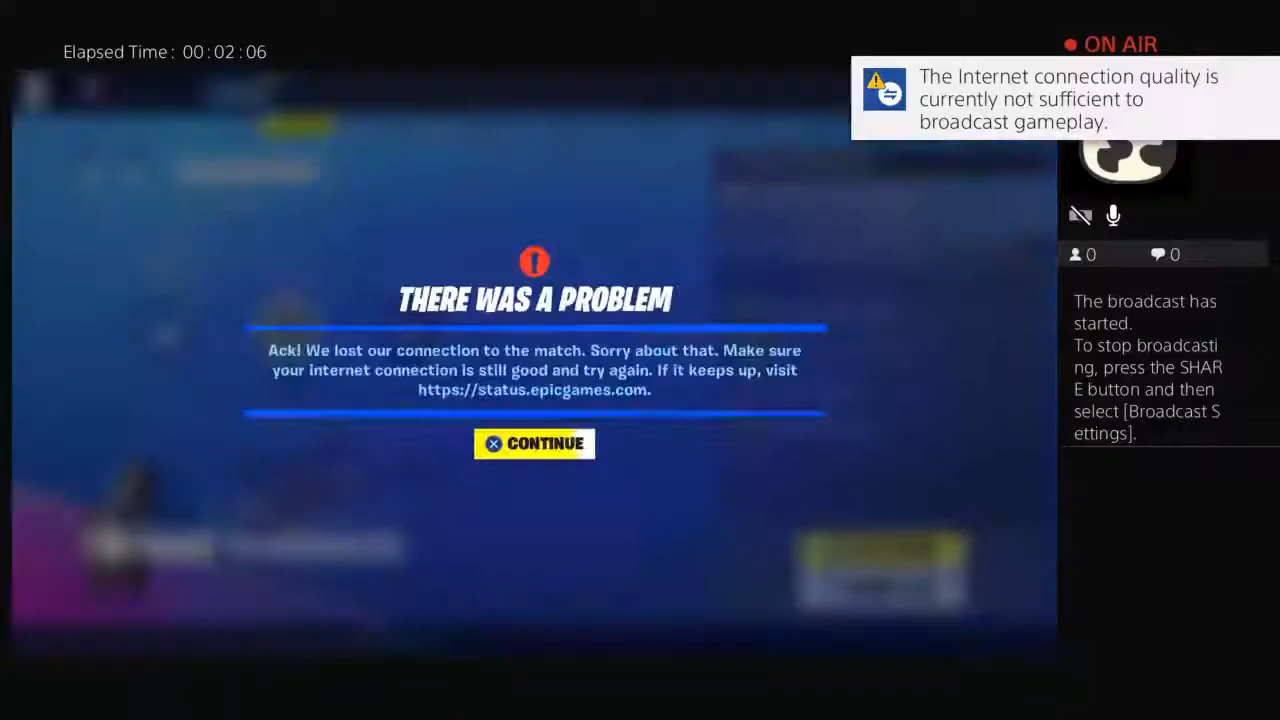 Elapsed Time: 00:02:06
ON AIR
The Internet connection quality is
currently not sufficient to
broadcast gameplay.
0 0
THERE WAS A PROBLEM
Ack! We lost our connection to the match. Sorry about that. Make sure
your internet connection is still good and try again. If it keeps up, visit
https://status.epicgames.com.
CONTINUE
The broadcast has
started.
To stop broadcasti
ng, press the SHAR
E button and then
select [Broadcast S
ettings].